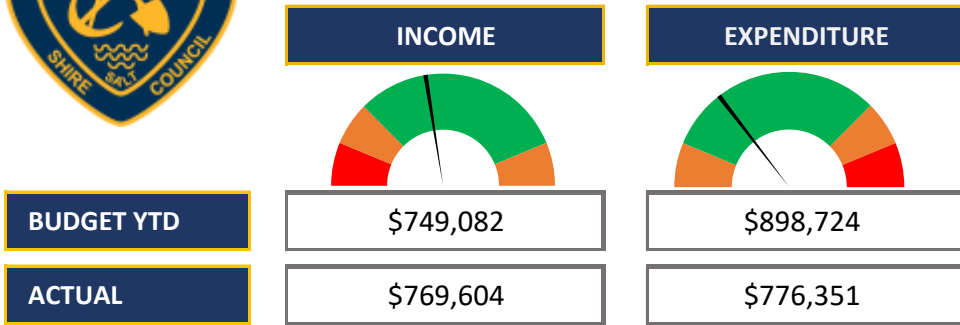 SALT
SHIRE COUNCIL
INCOME EXPENDITURE
BUDGET YTD $749,082 $898,724
ACTUAL $769,604 $776,351